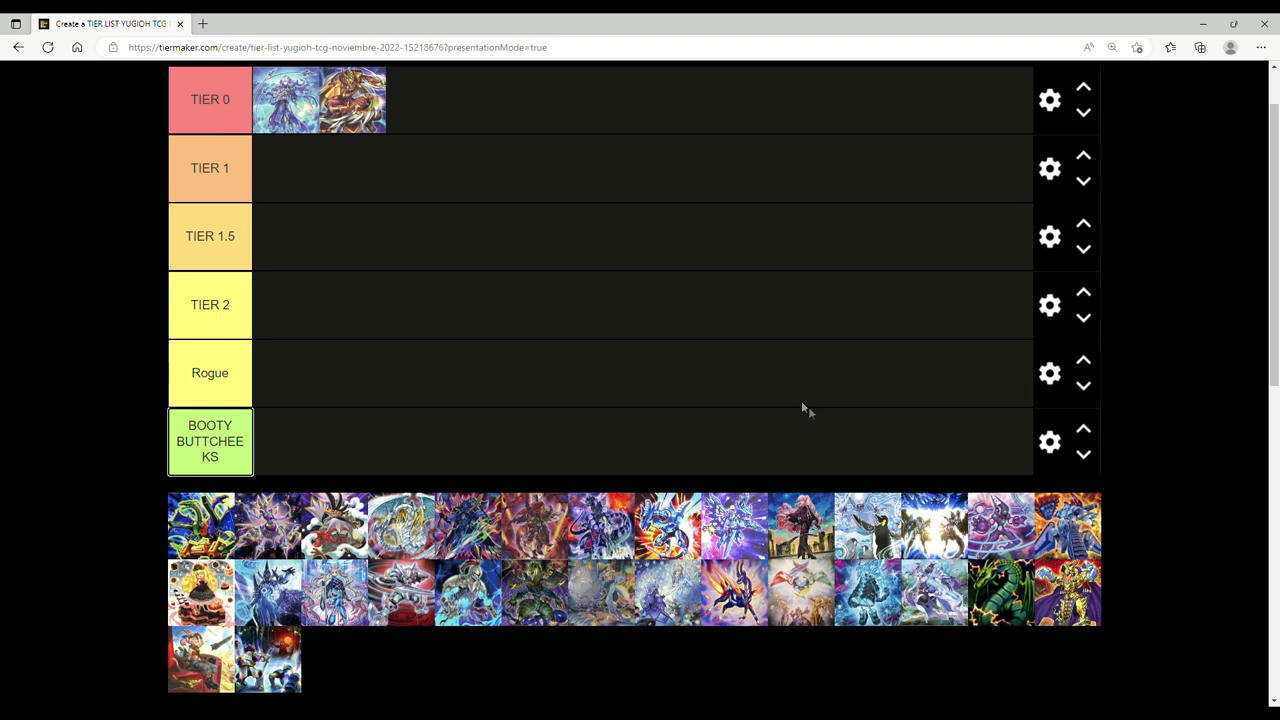 Create a TIER LIST YUGIOH TCG
https://tiermaker.com/create/tier-list-yugioh-tcg-noviembre-2022-15218676?presentationMode=true
TIER 0
TIER 1
TIER 1.5
TIER 2
Rogue
BOOTY
BUTTCHEE
KS